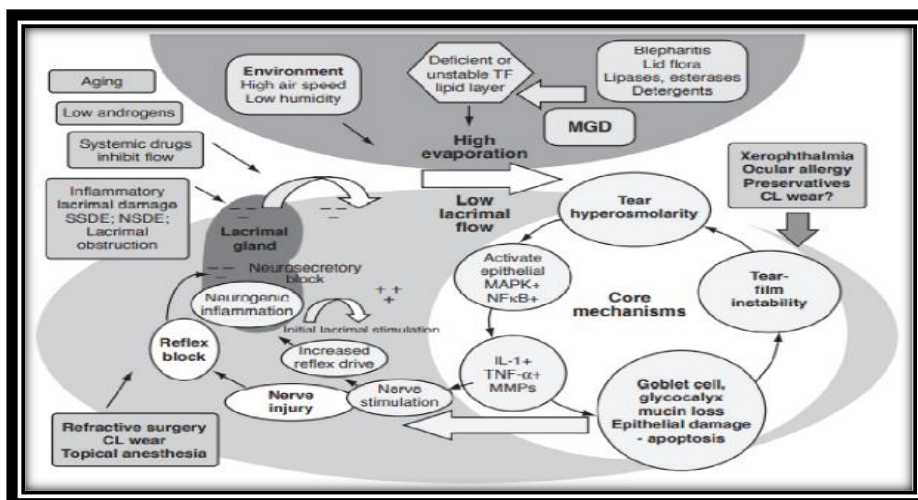 Aging
Low androgens
Systemic drugs
inhibit flow
Inflammatory
lacrimal damage
SSDE; NSDE;
Lacrimal
obstruction
Environment
High air speed
Low humidity
Deficient or
unstable TF
lipid layer
Blepharitis
Lid flora
Lipases, esterases
Detergents
MGD
High
evaporation
Low
lacrimal
flow
Xerophthalmia
Ocular allergy
Preservatives
CL wear?
Tear
hyperosmolarity
Lacrimal
gland
Neurosecretory
block
Neurogenic
inflammation
Initial lacrimal stimulation
Activate
epithelial
MAPK+
NFκB+
Core
mechanisms
Tear-
film
instability
Reflex
block
Increased
reflex drive
IL-1+
TNF-α+
MMPs
Nerve
injury
Nerve
stimulation
Goblet cell,
glycocalyx
mucin loss
Epithelial damage
- apoptosis
Refractive surgery
CL wear
Topical anesthesia